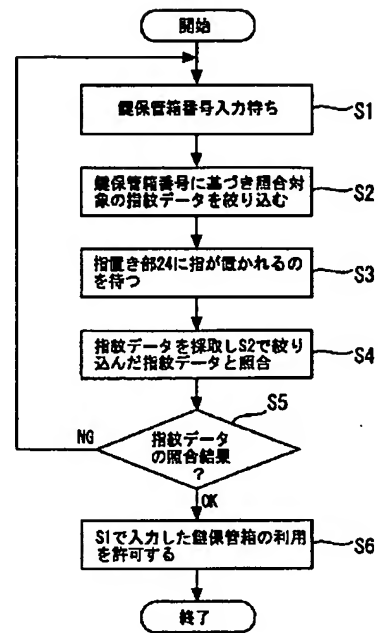 開始
鍵保管箱番号入力待ち
S1
鍵保管箱番号に基づき照合対
象の指紋データを絞り込む
S2
指置き部24に指が置かれるの
を待つ
S3
指紋データを採取しS2で絞り
込んだ指紋データと照合
S4
S5
指紋データ
の照合結果
?
NG
OK
S1で入力した鍵保管箱の利用
を許可する
S6
終了